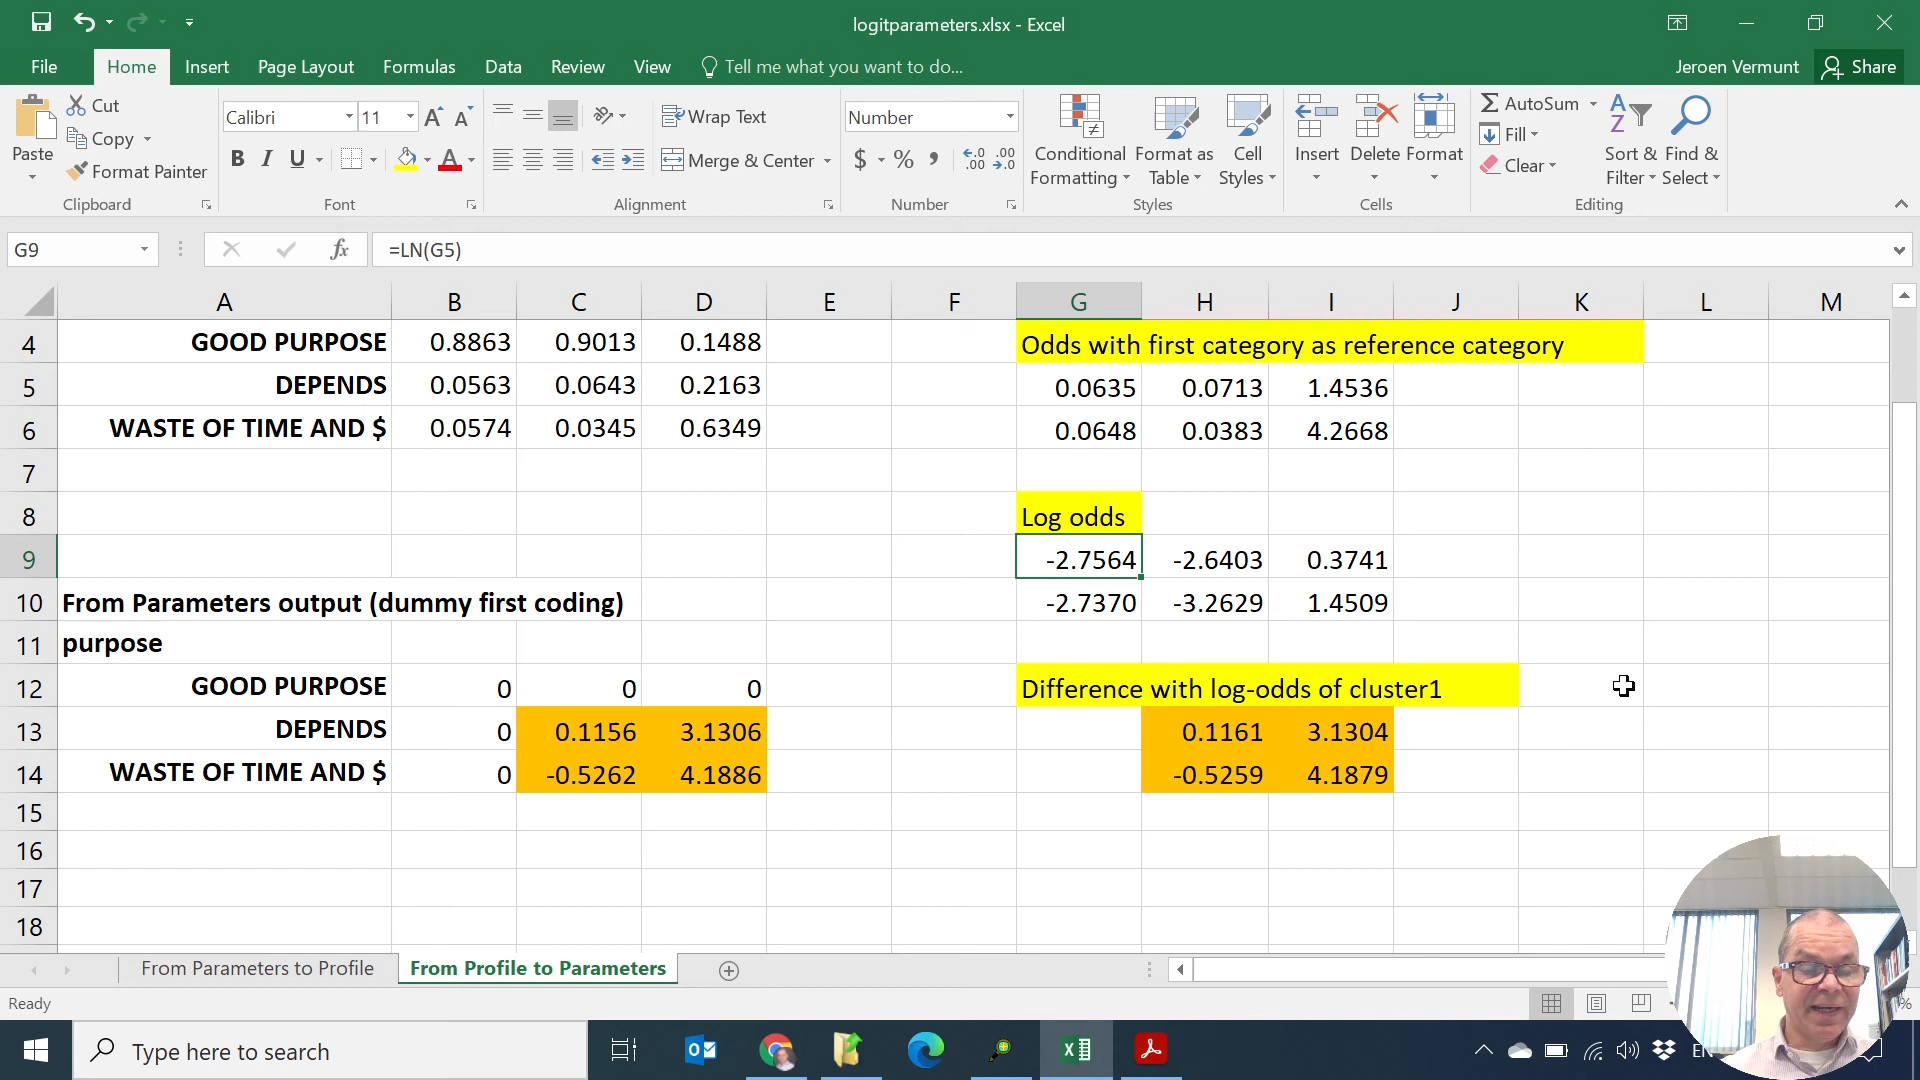 logitparameters.xlsx - Excel
File Home Insert Page Layout Formulas Data Review View Tell me what you want to do... Jeroen Vermunt Share
Paste Cut Copy Format Painter Clipboard
Calibri 11 B I U A Font
Wrap Text Merge & Center Alignment
Number $ % , Number
Conditional Formatting Format as Table Cell Styles Styles
Insert Delete Format Cells
AutoSum Fill Clear Sort & Filter Find & Select Editing
G9 fx =LN(G5)
A B C D E F G H I J K L M
4 GOOD PURPOSE 0.8863 0.9013 0.1488 Odds with first category as reference category
5 DEPENDS 0.0563 0.0643 0.2163 0.0635 0.0713 1.4536
6 WASTE OF TIME AND $ 0.0574 0.0345 0.6349 0.0648 0.0383 4.2668
7
8 Log odds
9 -2.7564 -2.6403 0.3741
10 From Parameters output (dummy first coding) -2.7370 -3.2629 1.4509
11 purpose
12 GOOD PURPOSE 0 0 0 Difference with log-odds of cluster1
13 DEPENDS 0 0.1156 3.1306 0.1161 3.1304
14 WASTE OF TIME AND $ 0 -0.5262 4.1886 -0.5259 4.1879
15
16
17
18
From Parameters to Profile From Profile to Parameters
Ready
Type here to search